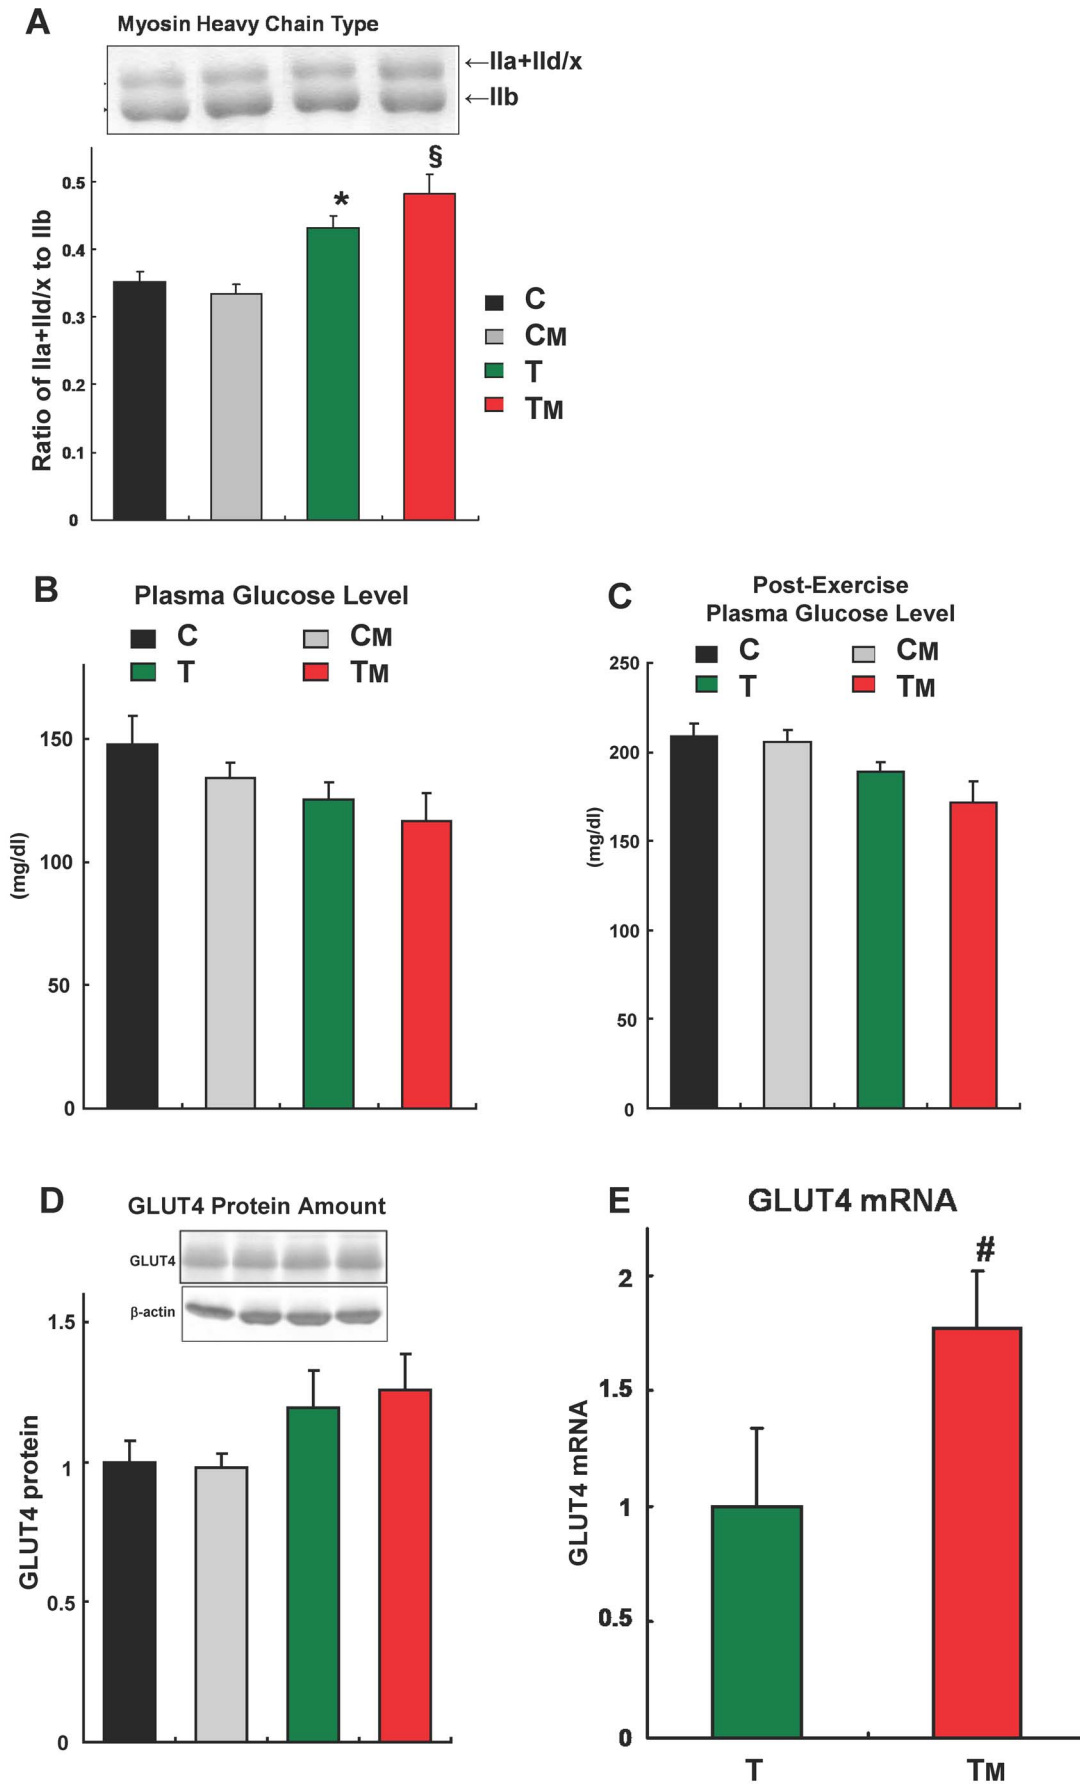 A
Myosin Heavy Chain Type
←IIa+IId/x
←IIb
§
*
0.5
0.4
0.3
0.2
0.1
0
Ratio of IIa+IId/x to IIb
C
CM
T
TM
B
Plasma Glucose Level
C
CM
T
TM
150
100
50
0
(mg/dl)
C
Post-Exercise
Plasma Glucose Level
C
CM
T
TM
250
200
150
100
50
0
(mg/dl)
D
GLUT4 Protein Amount
GLUT4
β-actin
1.5
1
0.5
0
GLUT4 protein
E
GLUT4 mRNA
#
2
1.5
1
0.5
0
GLUT4 mRNA
T
TM